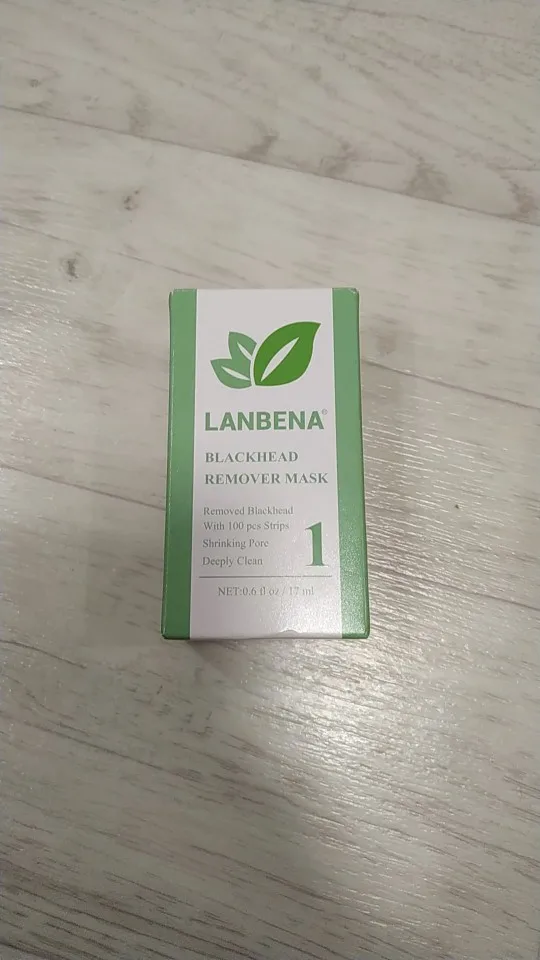 LANBENA©
BLACKHEAD
REMOVER MASK
Removed Blackhead
With 100 pcs Strips
Shrinking Pore
Deeply Clean
1
NET:0.6 fl oz / 17 ml